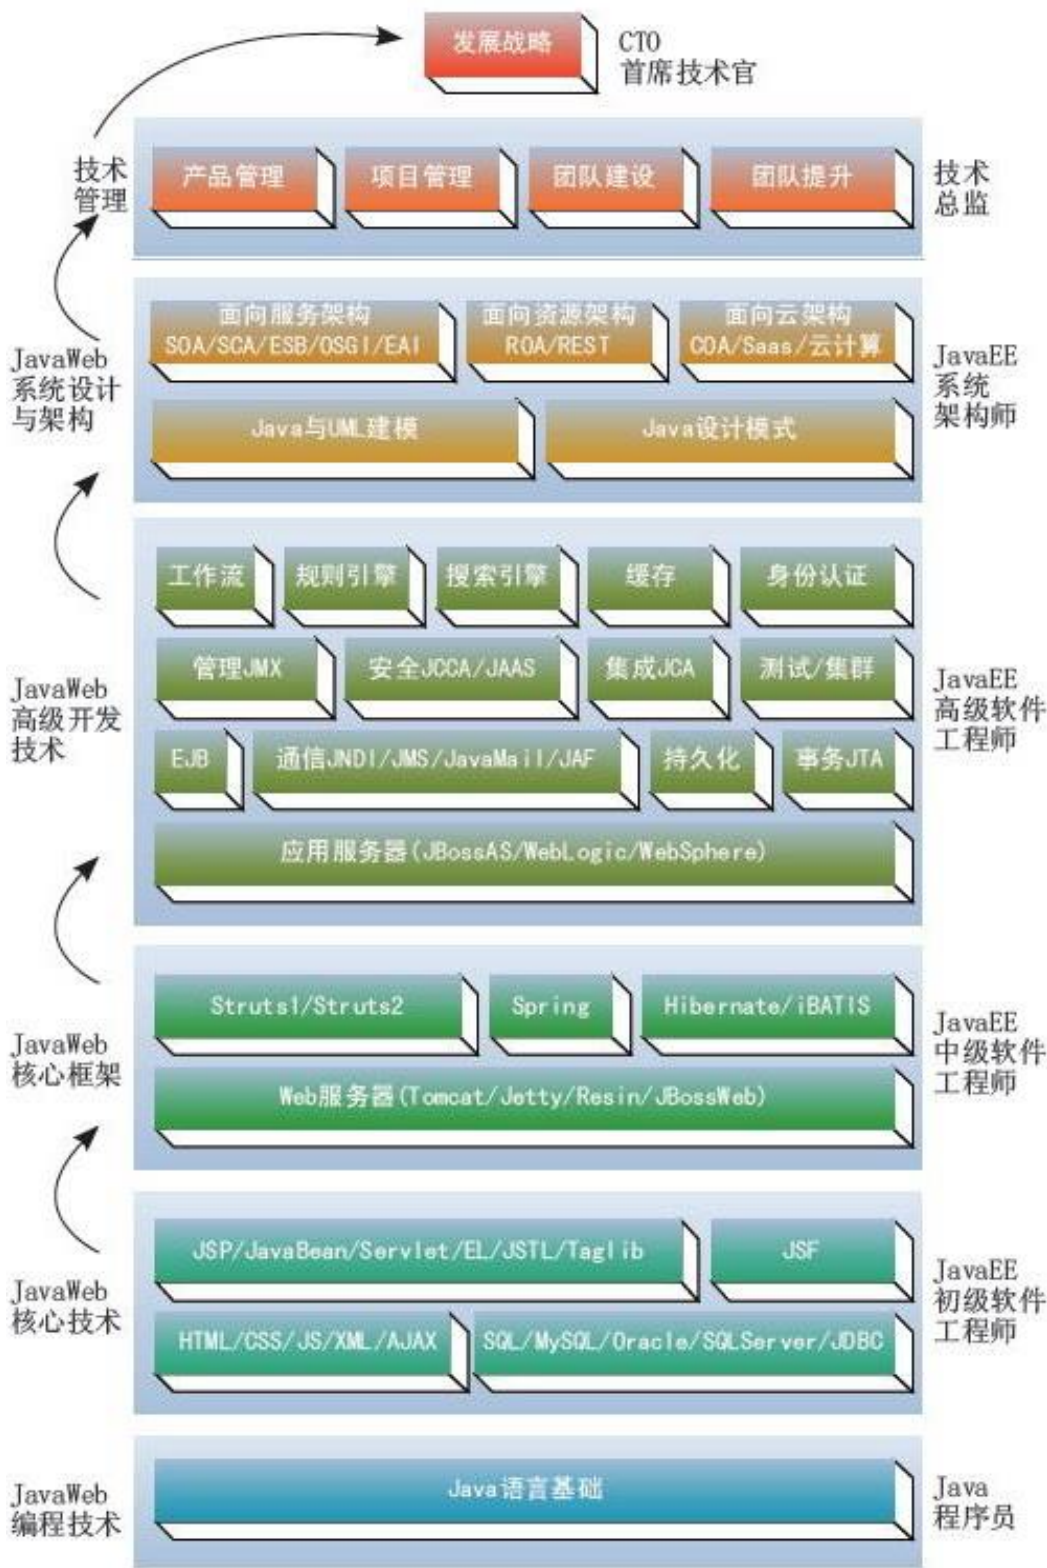 发展战略
CTO
首席技术官
技术
管理
产品管理
项目管理
团队建设
团队提升
技术
总监
JavaWeb
系统设计
与架构
面向服务架构
SOA/SCA/ESB/OSGI/EAI
面向资源架构
ROA/REST
面向云架构
COA/Saas/云计算
Java与UML建模
Java设计模式
JavaEE
系统
架构师
JavaWeb
高级开发
技术
工作流
规则引擎
搜索引擎
缓存
身份认证
管理JMX
安全JCCA/JAAS
集成JCA
测试/集群
EJB
通信JNDI/JMS/JavaMail/JAF
持久化
事务JTA
应用服务器(JBossAS/WebLogic/WebSphere)
JavaEE
高级软件
工程师
JavaWeb
核心框架
Struts1/Struts2
Spring
Hibernate/iBATIS
Web服务器(Tomcat/Jetty/Resin/JBossWeb)
JavaEE
中级软件
工程师
JavaWeb
核心技术
JSP/JavaBean/Servlet/EL/JSTL/Taglib
JSF
HTML/CSS/JS/XML/AJAX
SQL/MySQL/Oracle/SQLServer/JDBC
JavaEE
初级软件
工程师
JavaWeb
编程技术
Java语言基础
Java
程序员